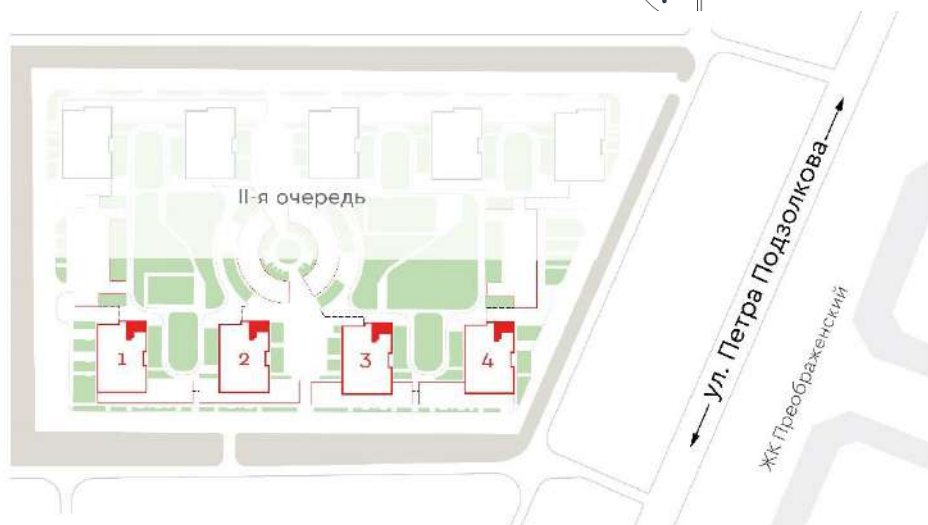 II-я очередь
1
2
3
4
ул. Петра Подзолкова
ЖК Преображенский